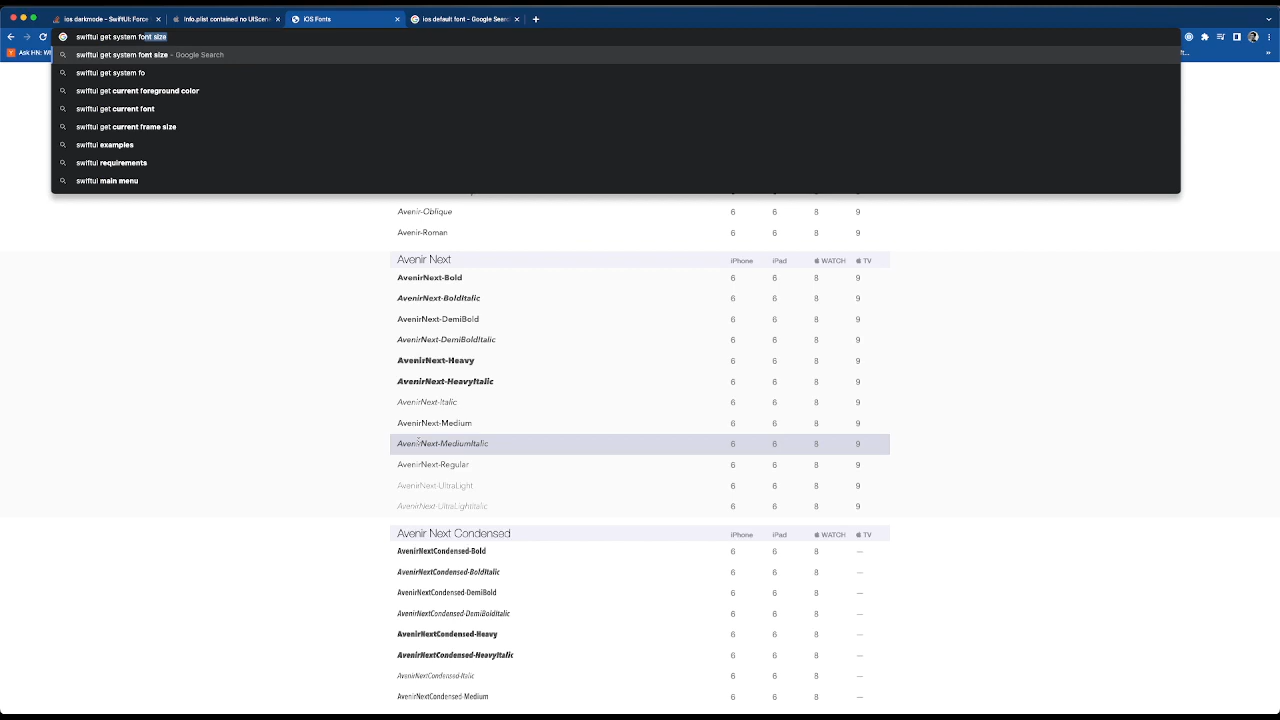 ios darkmode - SwiftUI: Force
Info.plist contained no UIScene
iOS Fonts
ios default font - Google Searc
swiftui get system font size
Ask HN: W
swiftui get system font size - Google Search
swiftui get system fo
swiftui get current foreground color
swiftui get current font
swiftui get current frame size
swiftui examples
swiftui requirements
swiftui main menu
Avenir-Oblique 6 6 8 9
Avenir-Roman 6 6 8 9
Avenir Next iPhone iPad WATCH TV
AvenirNext-Bold 6 6 8 9
AvenirNext-BoldItalic 6 6 8 9
AvenirNext-DemiBold 6 6 8 9
AvenirNext-DemiBoldItalic 6 6 8 9
AvenirNext-Heavy 6 6 8 9
AvenirNext-HeavyItalic 6 6 8 9
AvenirNext-Italic 6 6 8 9
AvenirNext-Medium 6 6 8 9
AvenirNext-MediumItalic 6 6 8 9
AvenirNext-Regular 6 6 8 9
AvenirNext-UltraLight 6 6 8 9
AvenirNext-UltraLightItalic 6 6 8 9
Avenir Next Condensed iPhone iPad WATCH TV
AvenirNextCondensed-Bold 6 6 8 —
AvenirNextCondensed-BoldItalic 6 6 8 —
AvenirNextCondensed-DemiBold 6 6 8 —
AvenirNextCondensed-DemiBoldItalic 6 6 8 —
AvenirNextCondensed-Heavy 6 6 8 —
AvenirNextCondensed-HeavyItalic 6 6 8 —
AvenirNextCondensed-Italic 6 6 8 —
AvenirNextCondensed-Medium 6 6 8 —